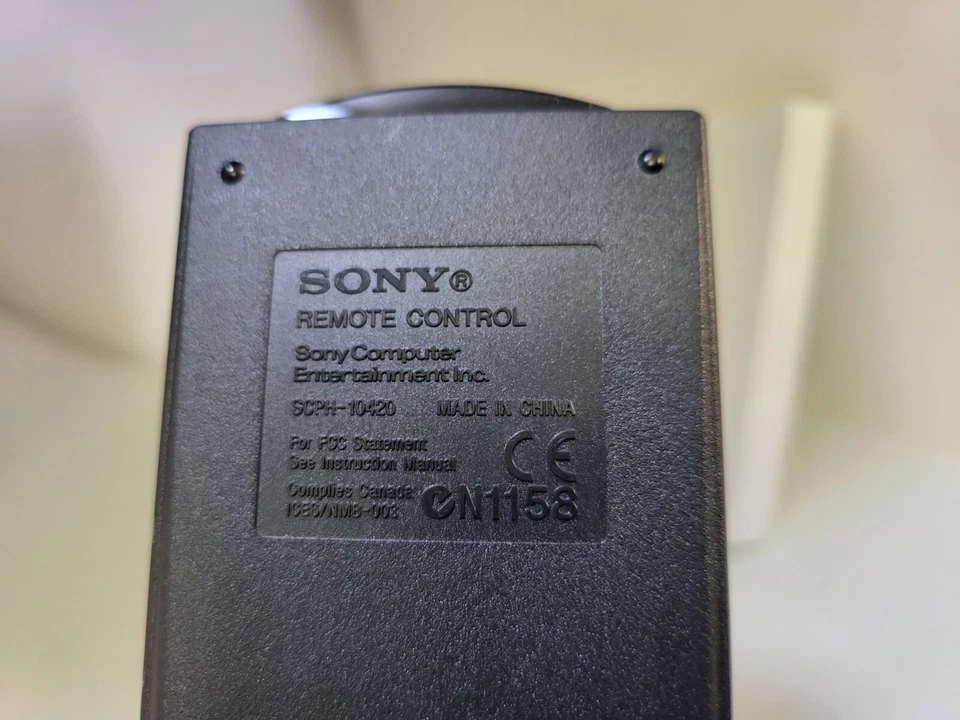 SONY®
REMOTE CONTROL
Sony Computer
Entertainment Inc.
SCPH-10420 MADE IN CHINA
For FCC Statement
See Instruction Manual
CE
Complies Canada
ICES/NMB-003
N1158